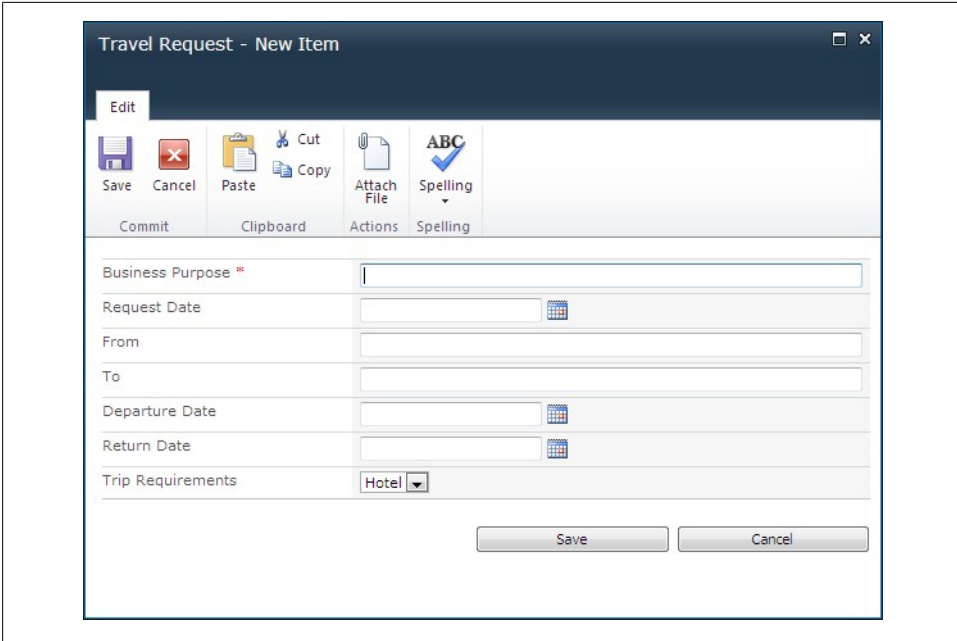 Travel Request - New Item
Edit
Save
Cancel
Paste
Cut
Copy
Attach
File
ABC
Spelling
Commit
Clipboard
Actions
Spelling
Business Purpose *
Request Date
From
To
Departure Date
Return Date
Trip Requirements
Hotel
Save
Cancel